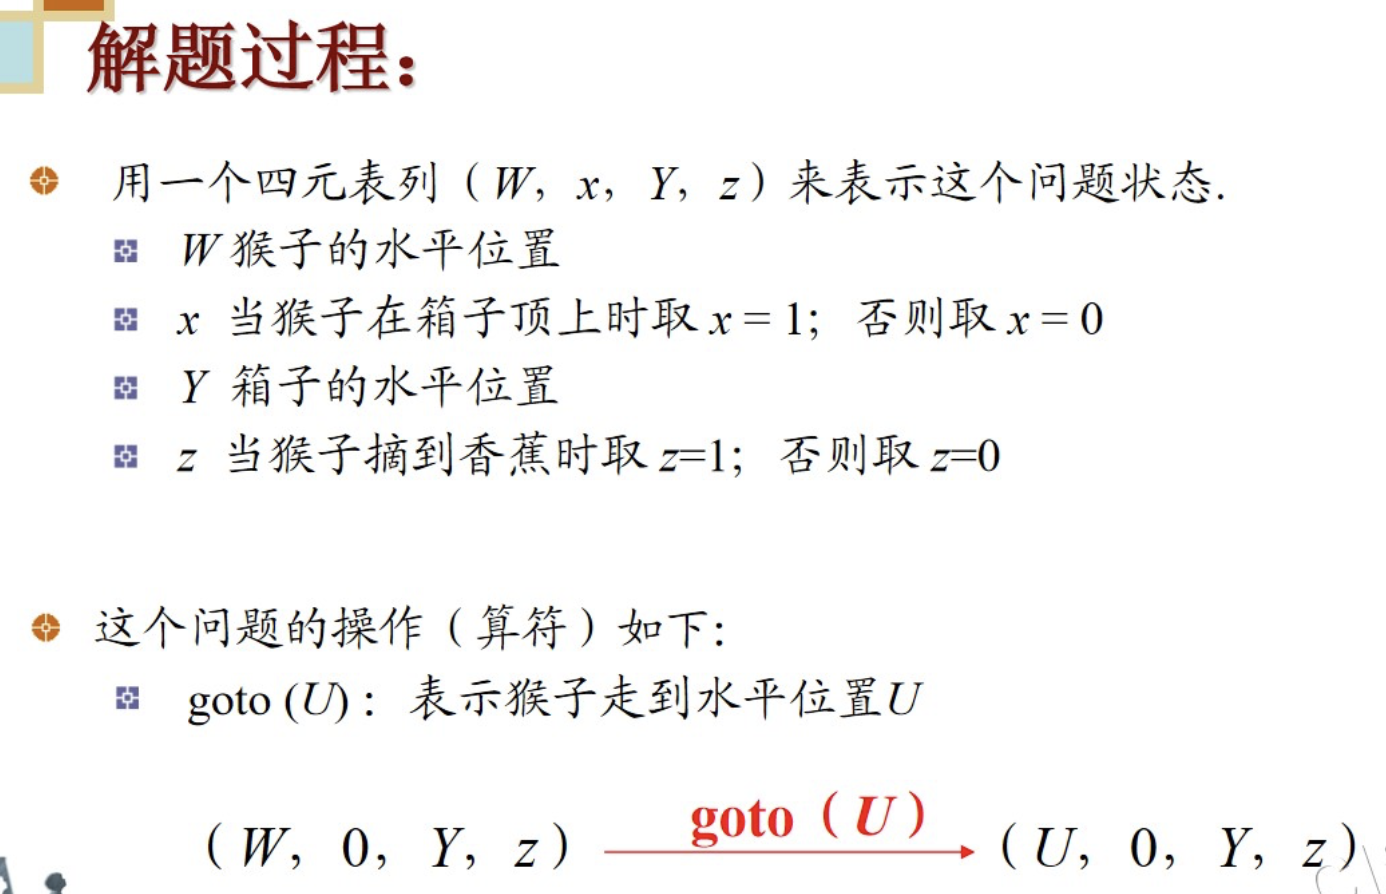 解题过程：
用一个四元表列（W，x，Y，z）来表示这个问题状态.
W 猴子的水平位置
x 当猴子在箱子顶上时取 x = 1；否则取 x = 0
Y 箱子的水平位置
z 当猴子摘到香蕉时取 z=1；否则取 z=0
这个问题的操作（算符）如下：
goto (U)：表示猴子走到水平位置U
goto（U）
（W，0，Y，z） （U，0，Y，z）